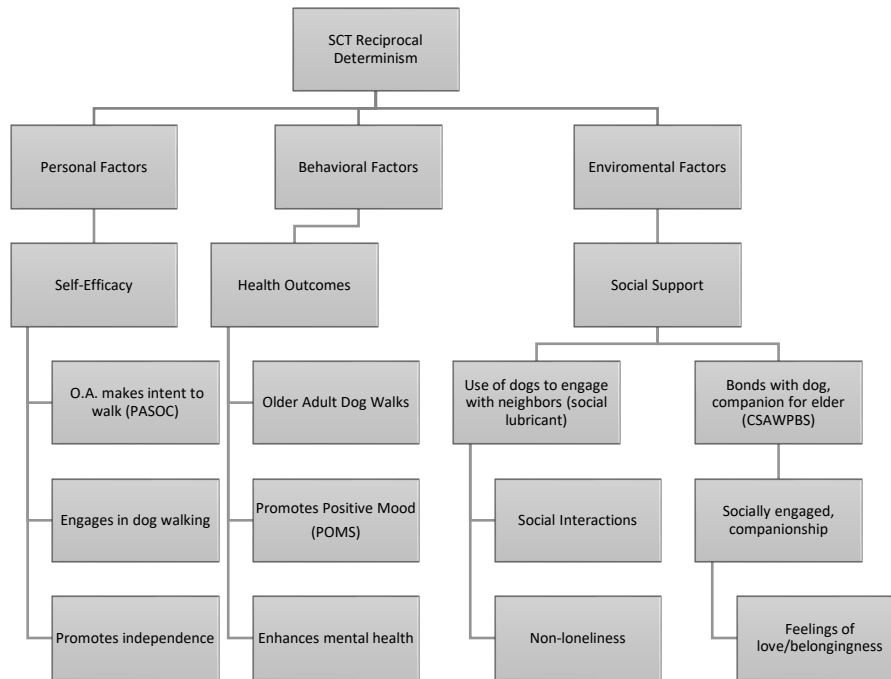 SCT Reciprocal
Determinism
Personal Factors
Behavioral Factors
Enviromental Factors
Self-Efficacy
Health Outcomes
Social Support
O.A. makes intent to
walk (PASOC)
Older Adult Dog Walks
Use of dogs to engage
with neighbors (social
lubricant)
Bonds with dog,
companion for elder
(CSAWPBS)
Engages in dog walking
Promotes Positive Mood
(POMS)
Social Interactions
Socially engaged,
companionship
Promotes independence
Enhances mental health
Non-loneliness
Feelings of
love/belongingness